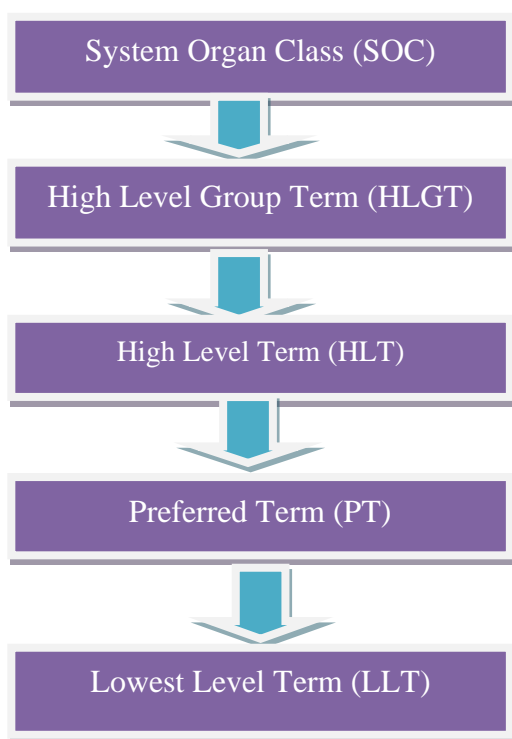 System Organ Class (SOC)
High Level Group Term (HLGT)
High Level Term (HLT)
Preferred Term (PT)
Lowest Level Term (LLT)